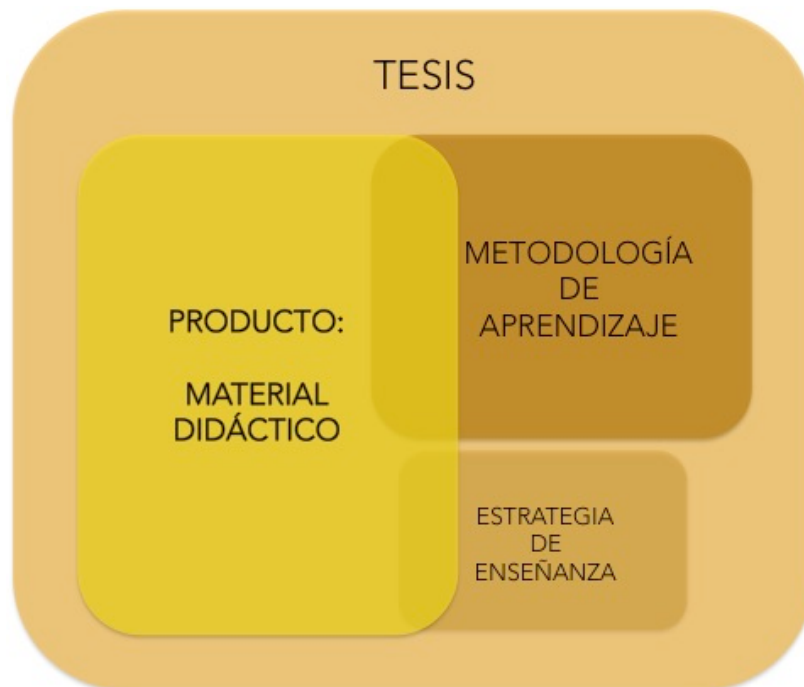 TESIS
PRODUCTO:
MATERIAL
DIDÁCTICO
METODOLOGÍA
DE
APRENDIZAJE
ESTRATEGIA
DE
ENSEÑANZA